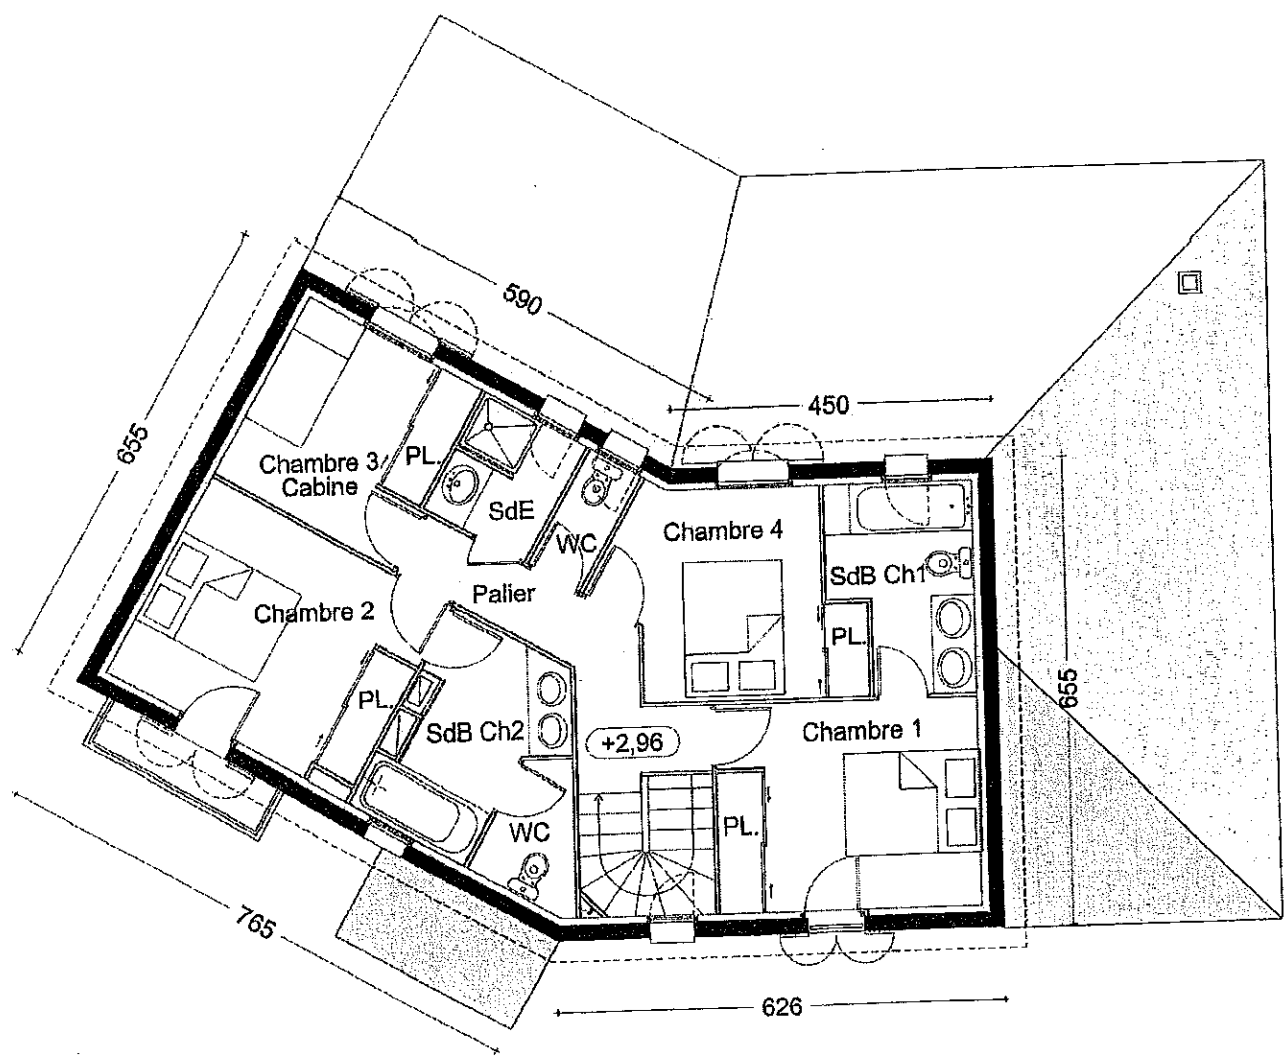 590
655
450
Chambre 3
Cabine
PL.
SdE
WC
Chambre 4
SdB Ch1
PL.
Chambre 2
Palier
PL.
SdB Ch2
+2,96
Chambre 1
655
WC
PL.
765
626